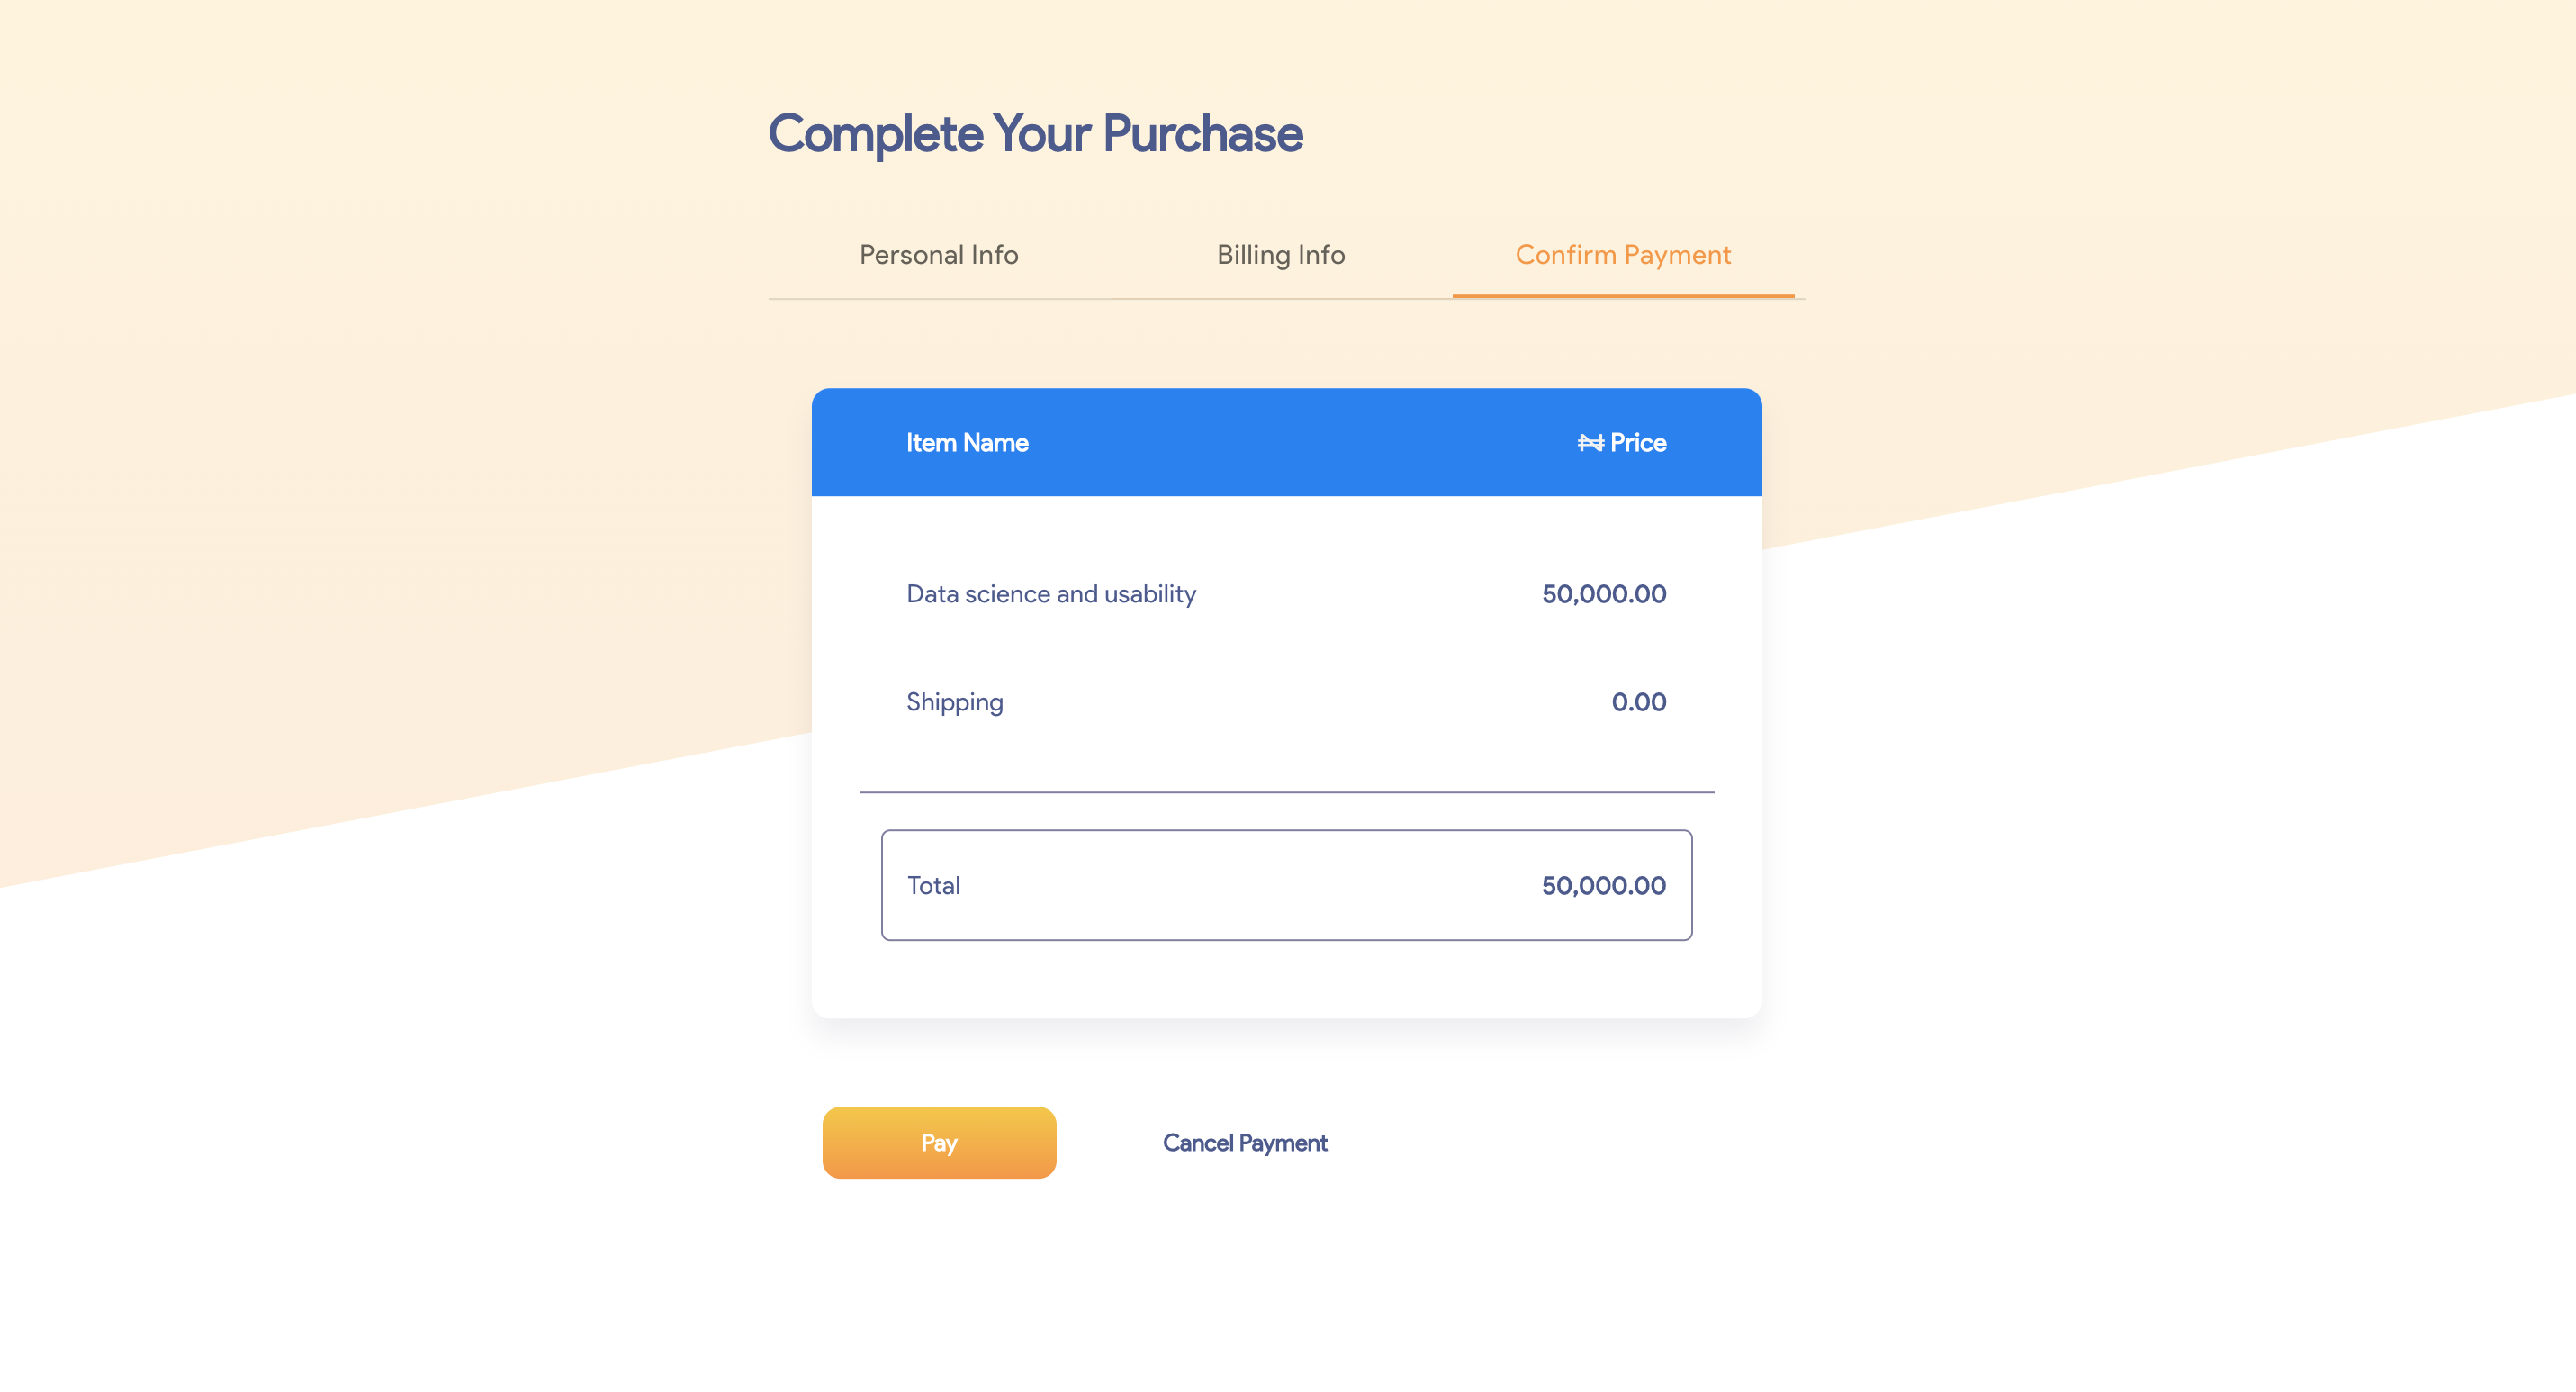 Complete Your Purchase
Personal Info Billing Info Confirm Payment
Item Name ₦ Price
Data science and usability 50,000.00
Shipping 0.00
Total 50,000.00
Pay Cancel Payment